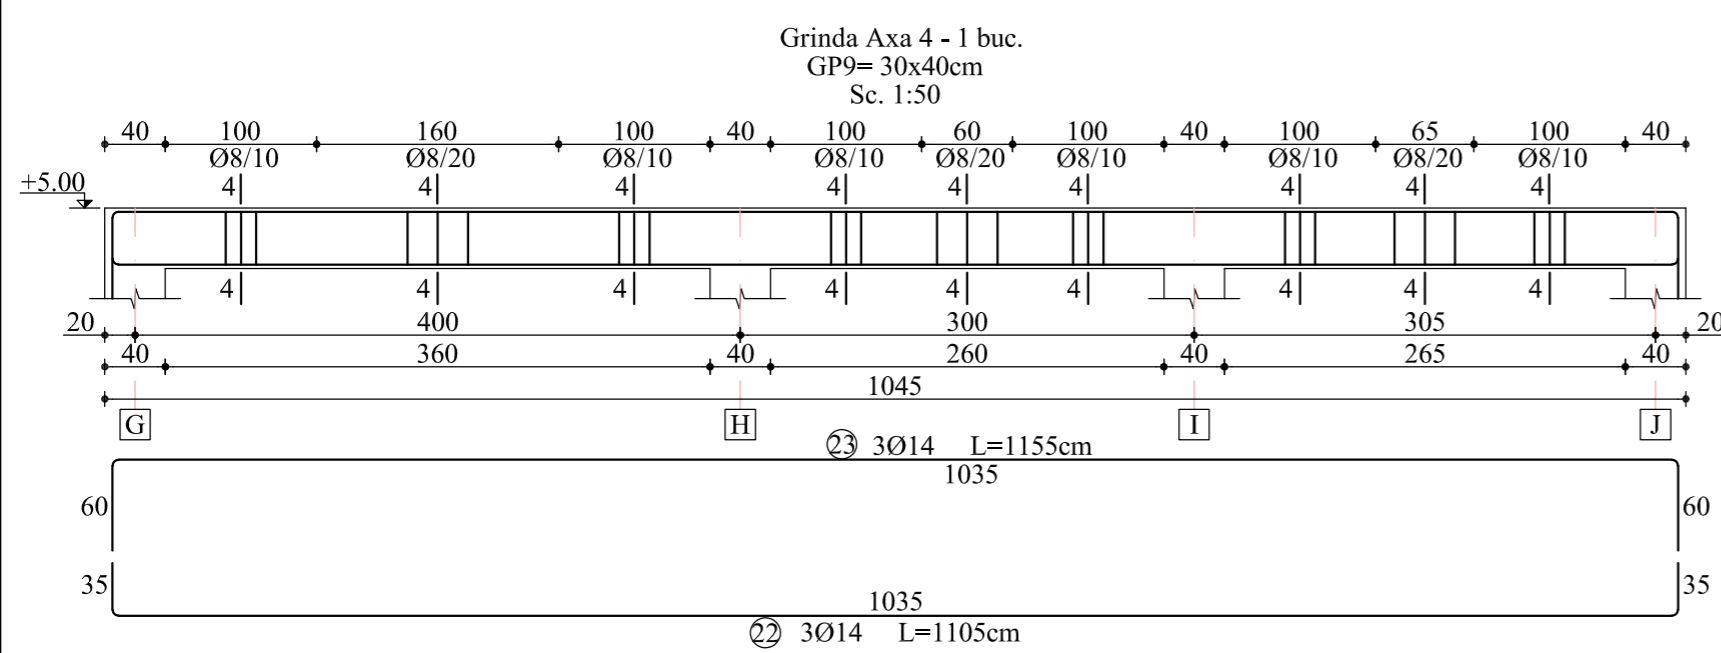 Grinda Axa 4 - 1 buc.
GP9= 30x40cm
Sc. 1:50
40 100 160 100 40 100 60 100 40 100 65 100 40
Ø8/10 Ø8/20 Ø8/10 Ø8/10 Ø8/20 Ø8/10 Ø8/10 Ø8/20 Ø8/10
+5.00 4 4 4 4 4 4 4 4 4
4 4 4 4 4 4 4 4 4
20 400 300 305 20
40 360 40 260 40 265 40
1045
G H I J
23 3Ø14 L=1155cm
1035
60 60
35 35
1035
22 3Ø14 L=1105cm